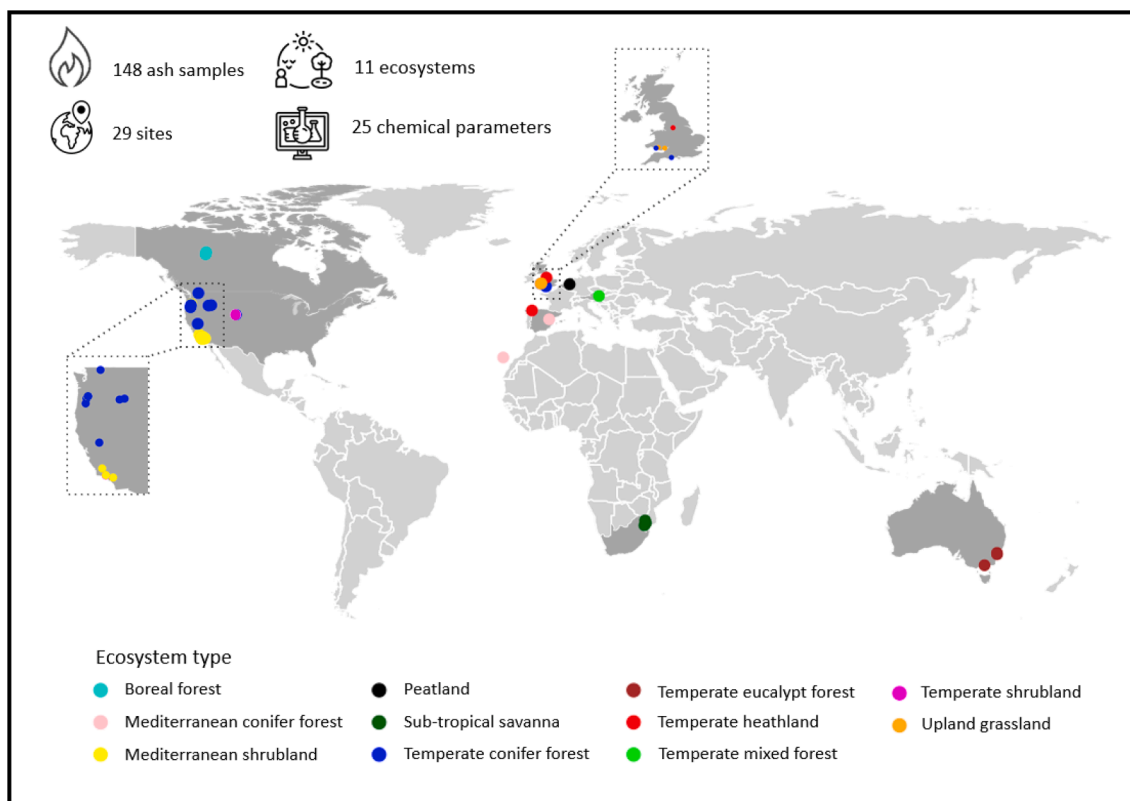 148 ash samples
11 ecosystems
29 sites
25 chemical parameters
Ecosystem type
Boreal forest
Peatland
Temperate eucalypt forest
Temperate shrubland
Mediterranean conifer forest
Sub-tropical savanna
Temperate heathland
Upland grassland
Mediterranean shrubland
Temperate conifer forest
Temperate mixed forest